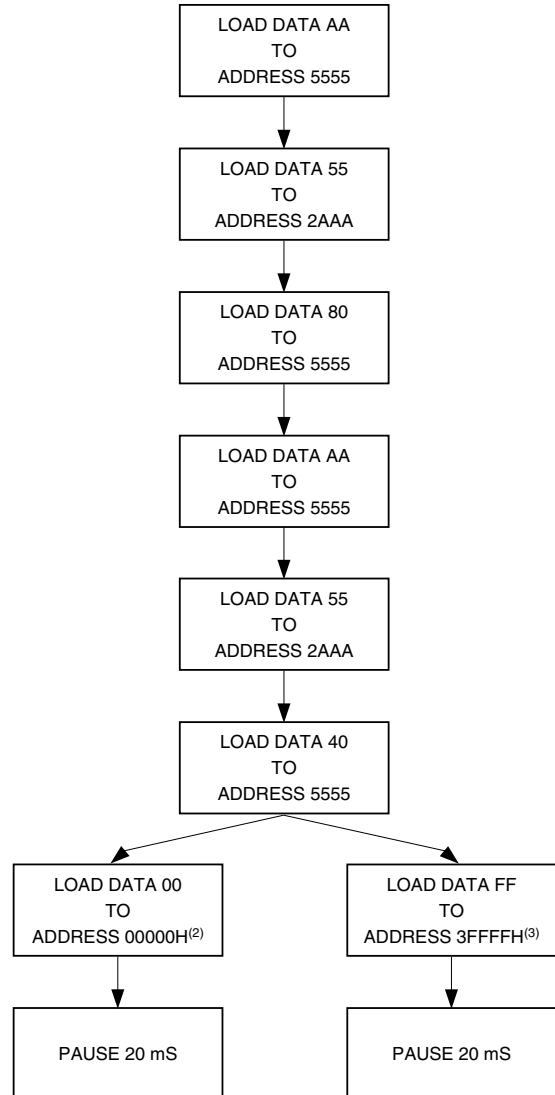 LOAD DATA AA
TO
ADDRESS 5555
LOAD DATA 55
TO
ADDRESS 2AAA
LOAD DATA 80
TO
ADDRESS 5555
LOAD DATA AA
TO
ADDRESS 5555
LOAD DATA 55
TO
ADDRESS 2AAA
LOAD DATA 40
TO
ADDRESS 5555
LOAD DATA 00
TO
ADDRESS 00000H(2)
PAUSE 20 mS
LOAD DATA FF
TO
ADDRESS 3FFFFH(3)
PAUSE 20 mS